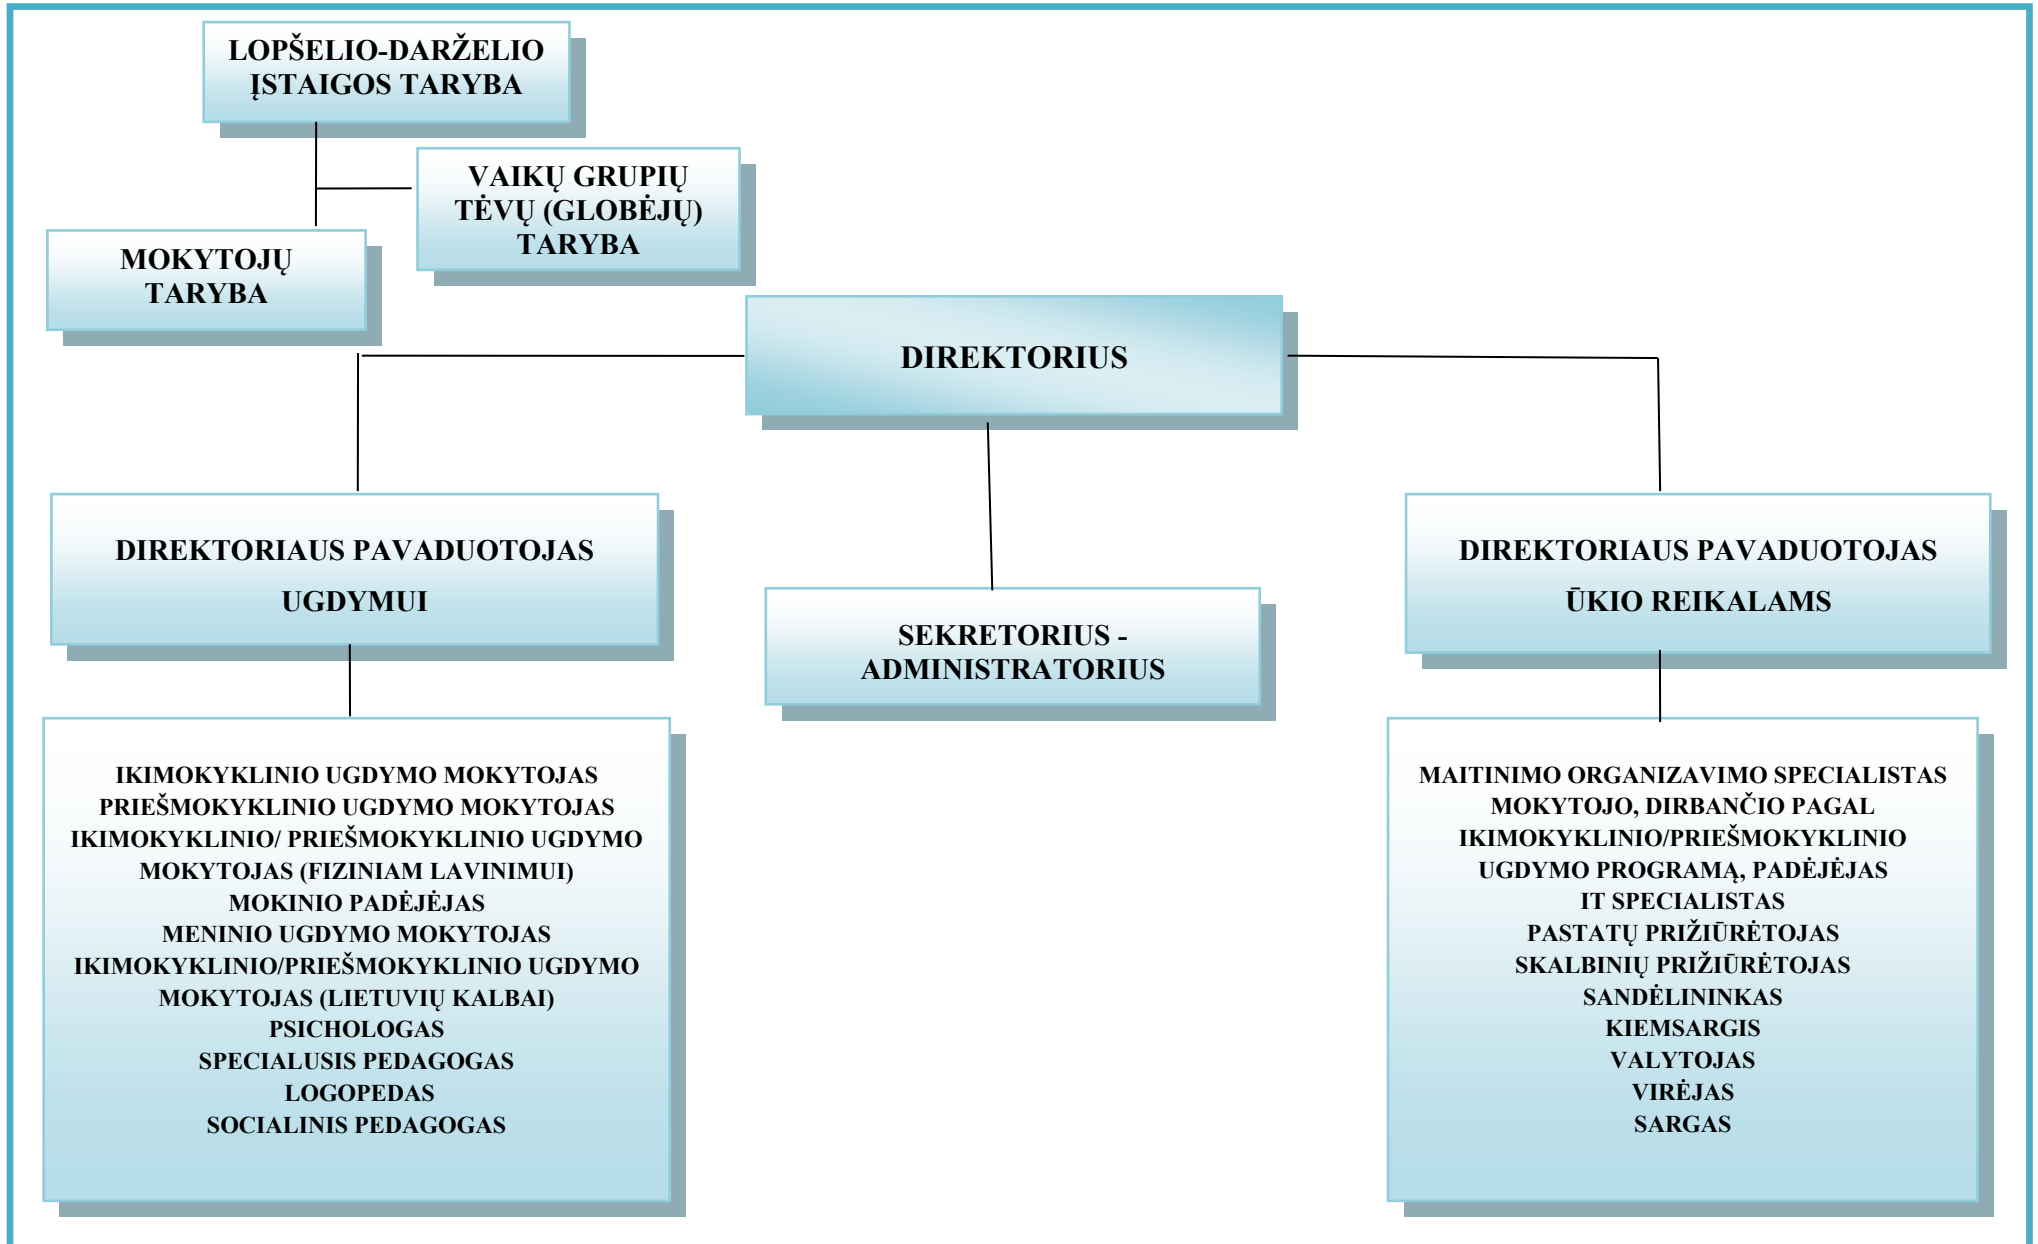 LOPŠELIO-DARŽELIO
ĮSTAIGOS TARYBA
VAIKŲ GRUPIŲ
TĖVŲ (GLOBĖJŲ)
TARYBA
MOKYTOJŲ
TARYBA
DIREKTORIUS
DIREKTORIAUS PAVADUOTOJAS
UGDYMUI
SEKRETORIUS -
ADMINISTRATORIUS
DIREKTORIAUS PAVADUOTOJAS
ŪKIO REIKALAMS
IKIMOKYKLINIO UGDYMO MOKYTOJAS
PRIEŠMOKYKLINIO UGDYMO MOKYTOJAS
IKIMOKYKLINIO/ PRIEŠMOKYKLINIO UGDYMO
MOKYTOJAS (FIZINIAM LAVINIMUI)
MOKINIO PADĖJĖJAS
MENINIO UGDYMO MOKYTOJAS
IKIMOKYKLINIO/PRIEŠMOKYKLINIO UGDYMO
MOKYTOJAS (LIETUVIŲ KALBAI)
PSICHOLOGAS
SPECIALUSIS PEDAGOGAS
LOGOPEDAS
SOCIALINIS PEDAGOGAS
MAITINIMO ORGANIZAVIMO SPECIALISTAS
MOKYTOJO, DIRBANČIO PAGAL
IKIMOKYKLINIO/PRIEŠMOKYKLINIO
UGDYMO PROGRAMĄ, PADĖJĖJAS
IT SPECIALISTAS
PASTATŲ PRIŽIŪRĖTOJAS
SKALBINIŲ PRIŽIŪRĖTOJAS
SANDĖLININKAS
KIEMSARGIS
VALYTOJAS
VIRĖJAS
SARGAS